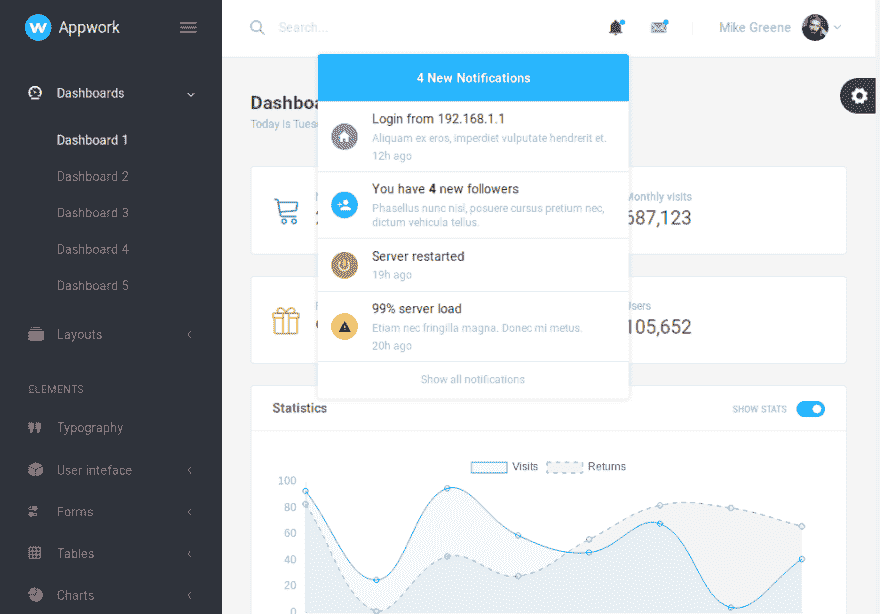 Appwork
Search...
Mike Greene
Dashboards
Dashboard 1
Dashboard 2
Dashboard 3
Dashboard 4
Dashboard 5
Layouts
ELEMENTS
Typography
User inteface
Forms
Tables
Charts
4 New Notifications
Login from 192.168.1.1
Aliquam ex eros, imperdiet vulputate hendrerit et.
12h ago
You have 4 new followers
Phasellus nunc nisi, posuere cursus pretium nec,
dictum vehicula tellus.
Server restarted
19h ago
99% server load
Etiam nec fringilla magna. Donec mi metus.
20h ago
Show all notifications
Today is
Monthly visits
687,123
105,652
Statistics
SHOW STATS
Visits
Returns
100
80
60
40
20
0